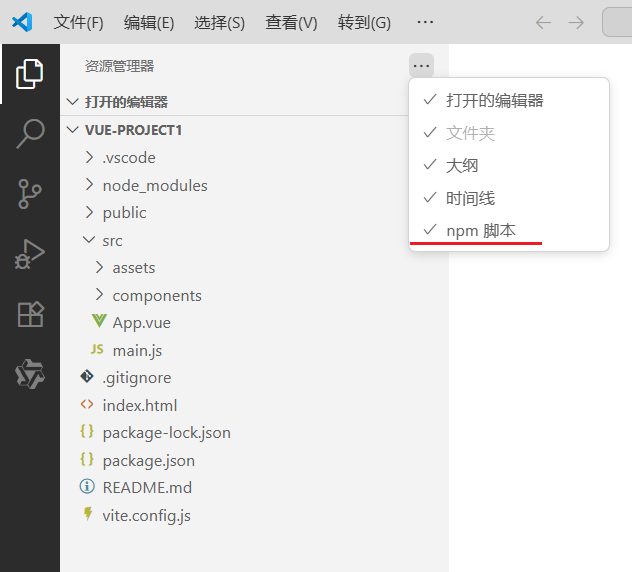 文件(F) 编辑(E) 选择(S) 查看(V) 转到(G) ···
资源管理器
打开的编辑器
VUE-PROJECT1
.vscode
node_modules
public
src
assets
components
App.vue
JS main.js
.gitignore
index.html
{} package-lock.json
{} package.json
README.md
vite.config.js
打开的编辑器
文件夹
大纲
时间线
npm 脚本